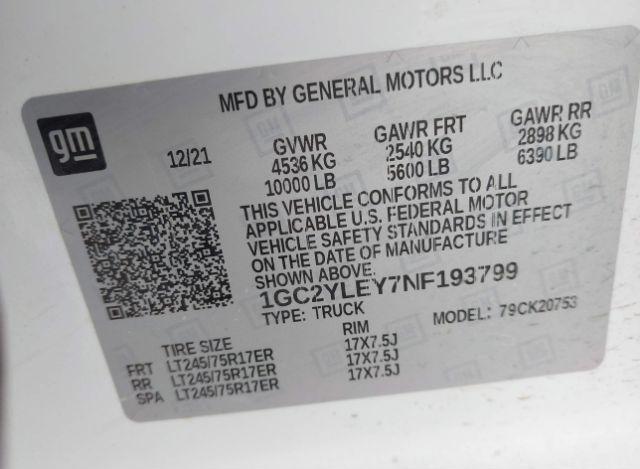 MFD BY GENERAL MOTORS LLC
gm
12/21
GVWR GAWR FRT GAWR RR
4536 KG 2540 KG 2898 KG
10000 LB 5600 LB 6390 LB
THIS VEHICLE CONFORMS TO ALL
APPLICABLE U.S. FEDERAL MOTOR
VEHICLE SAFETY STANDARDS IN EFFECT
ON THE DATE OF MANUFACTURE
SHOWN ABOVE.
1GC2YLEY7NF193799
TYPE: TRUCK MODEL: 79CK20753
TIRE SIZE RIM
FRT LT245/75R17ER 17X7.5J
RR LT245/75R17ER 17X7.5J
SPA LT245/75R17ER 17X7.5J